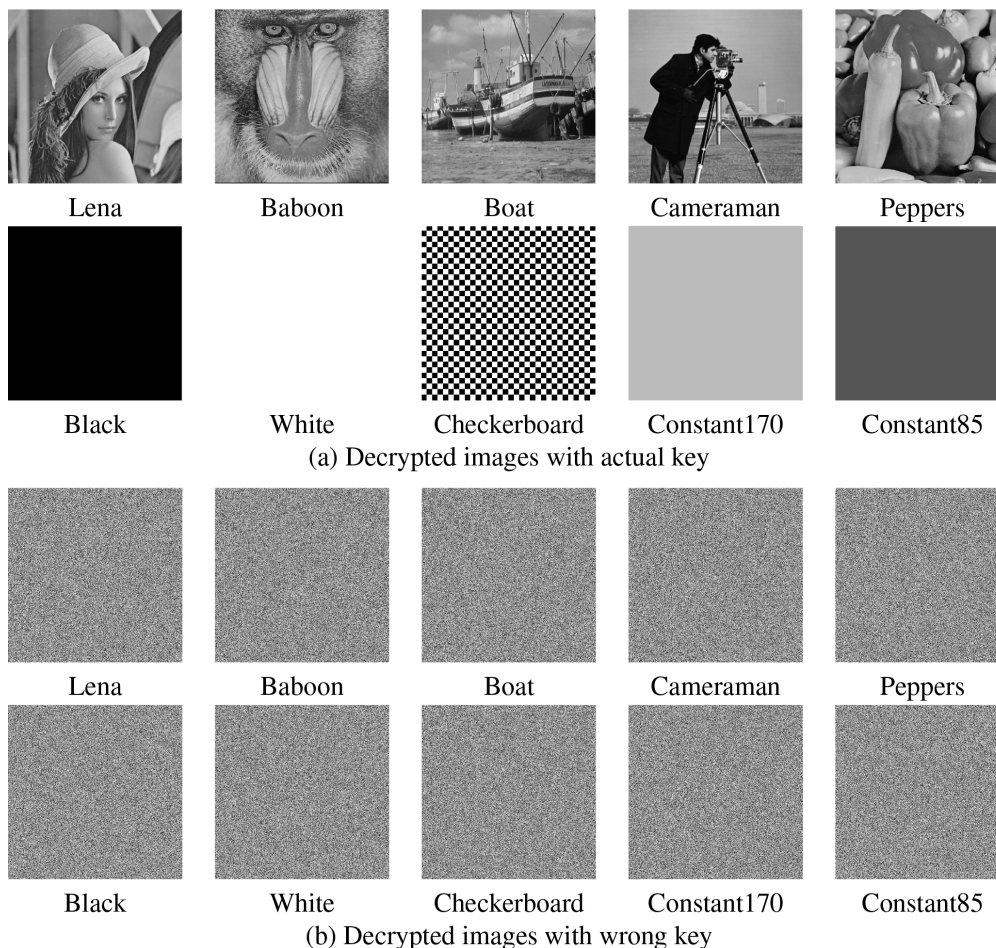 Lena Baboon Boat Cameraman Peppers
Black White Checkerboard Constant170 Constant85
(a) Decrypted images with actual key
Lena Baboon Boat Cameraman Peppers
Black White Checkerboard Constant170 Constant85
(b) Decrypted images with wrong key